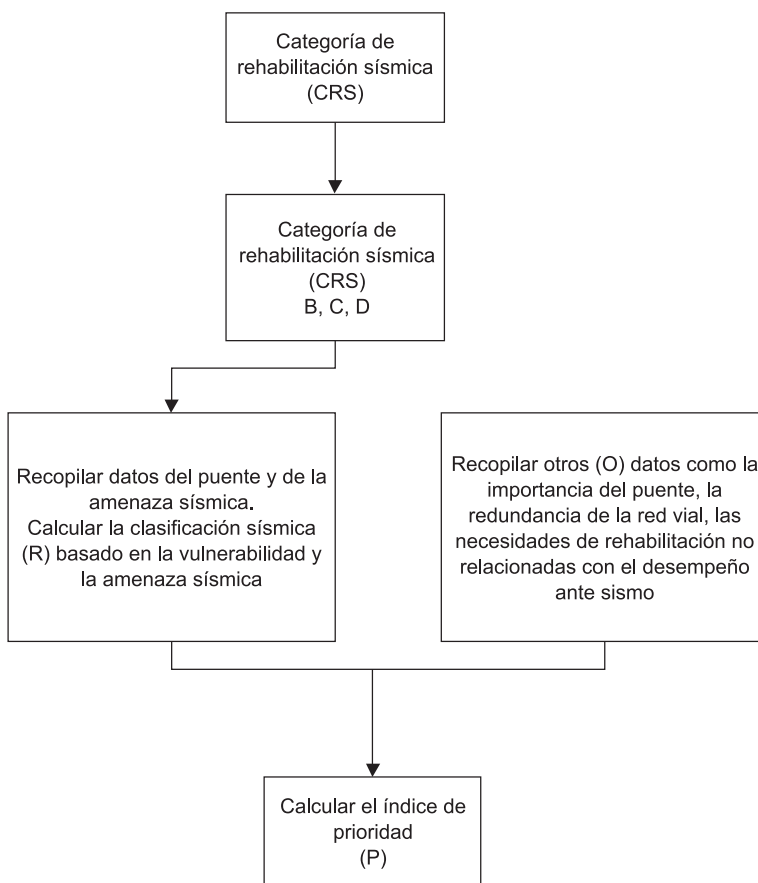 Categoría de
rehabilitación sísmica
(CRS)
Categoría de
rehabilitación sísmica
(CRS)
B, C, D
Recopilar datos del puente y de la
amenaza sísmica.
Calcular la clasificación sísmica
(R) basado en la vulnerabilidad y
la amenaza sísmica
Recopilar otros (O) datos como la
importancia del puente, la
redundancia de la red vial, las
necesidades de rehabilitación no
relacionadas con el desempeño
ante sismo
Calcular el índice de
prioridad
(P)